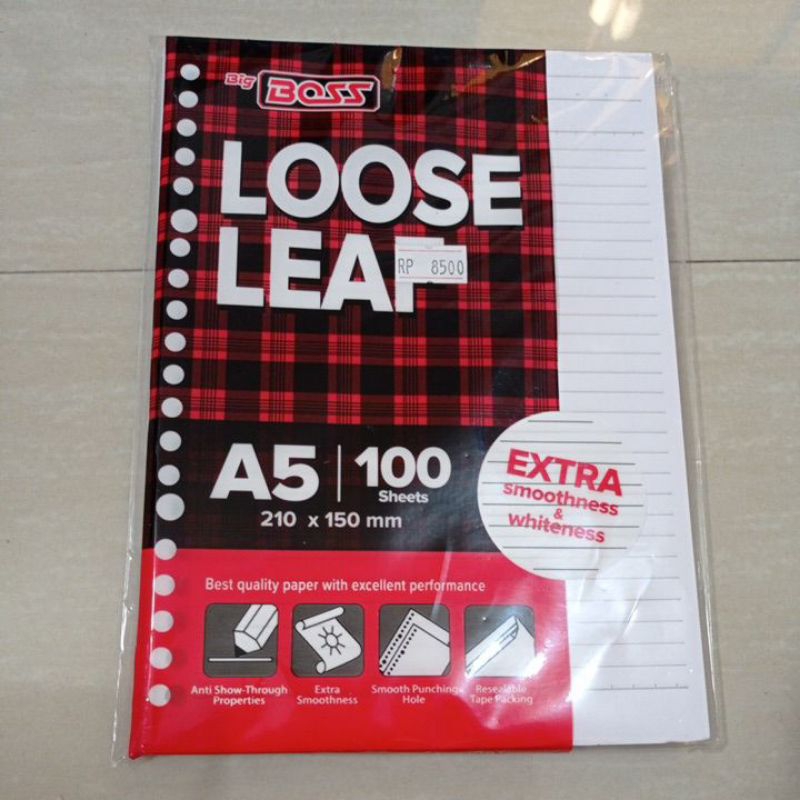 Big BOSS
LOOSE
LEAF
RP 8500
A5 | 100
Sheets
210 x 150 mm
EXTRA
smoothness
&
whiteness
Best quality paper with excellent performance
Anti Show-Through
Properties
Extra
Smoothness
Smooth Punching
Hole
Resealable
Tape Packing